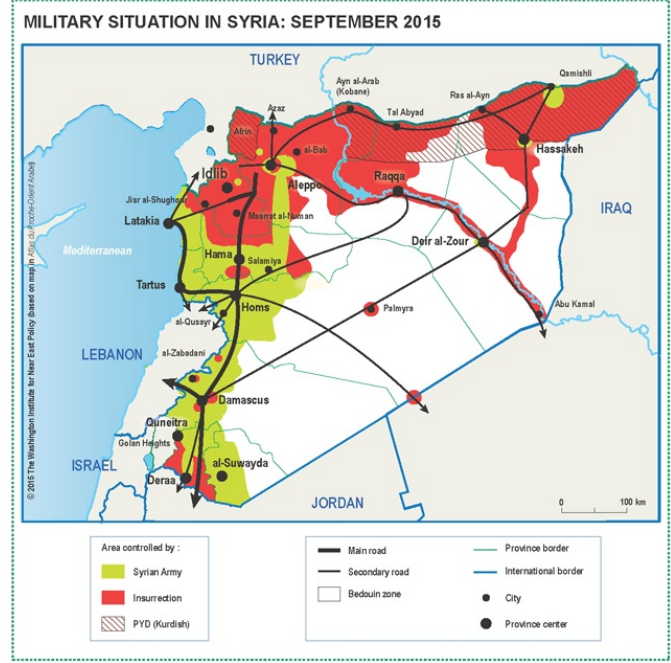 MILITARY SITUATION IN SYRIA: SEPTEMBER 2015
TURKEY
Ayn al-Arab
(Kobane)
Tal Abyad
Ras al-Ayn
Qamishli
Azaz
Afrin
al-Bab
Hassakeh
Idlib
Aleppo
Raqqa
Jisr al-Shughour
Maarrat al-Numan
IRAQ
Latakia
Deir al-Zour
Mediterranean
Hama
Salamiya
Tartus
Homs
Palmyra
Abu Kamal
al-Qusayr
LEBANON
al-Zabadani
Damascus
Quneitra
Golan Heights
ISRAEL
al-Suwayda
Deraa
JORDAN
0 100 km
© 2015 The Washington Institute for Near East Policy (based on map in Atlas du Proche-Orient Arabe)
Area controlled by :
Syrian Army
Insurrection
PYD (Kurdish)
Main road
Secondary road
Bedouin zone
Province border
International border
City
Province center